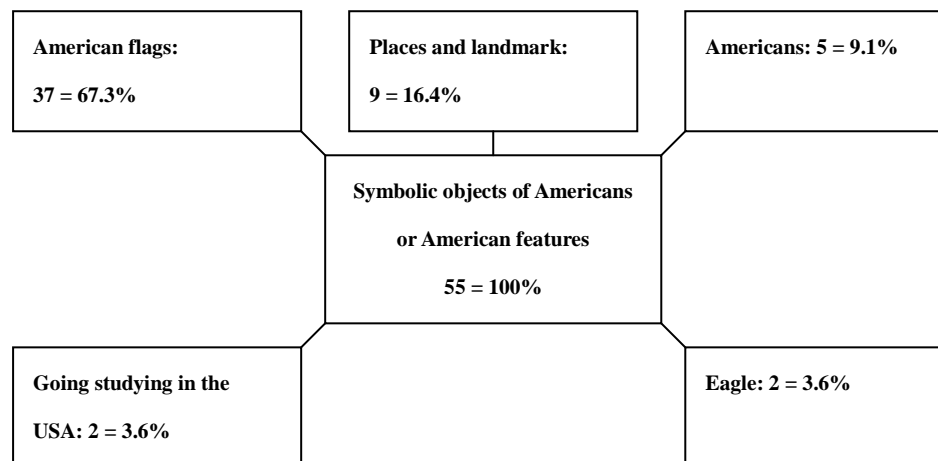 American flags:
37 = 67.3%
Places and landmark:
9 = 16.4%
Americans: 5 = 9.1%
Symbolic objects of Americans
or American features
55 = 100%
Going studying in the
USA: 2 = 3.6%
Eagle: 2 = 3.6%